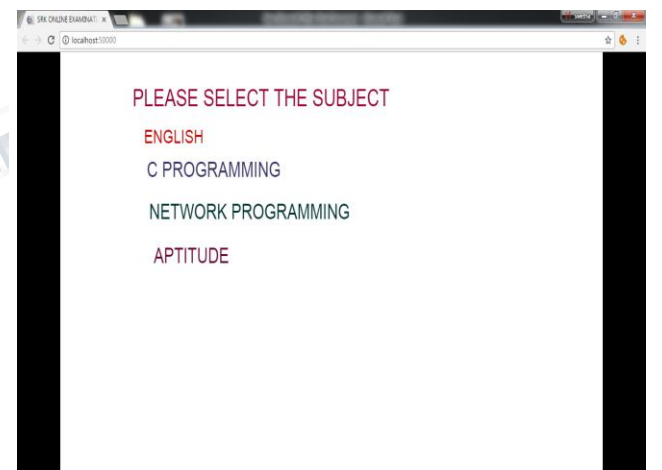 SRK ONLINE EXAMINATI
localhost:50000
PLEASE SELECT THE SUBJECT
ENGLISH
C PROGRAMMING
NETWORK PROGRAMMING
APTITUDE